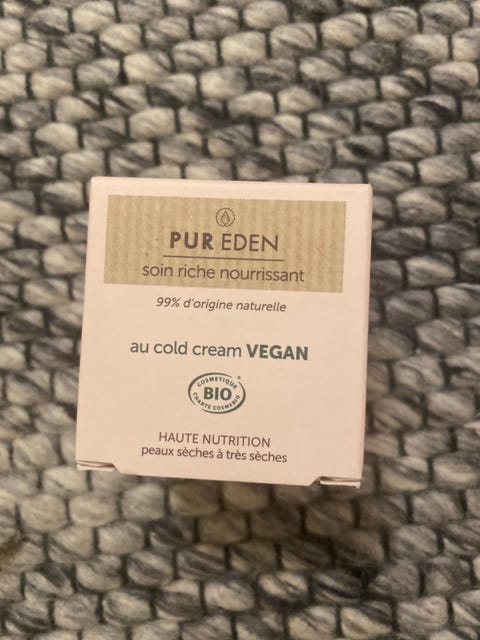 PUR EDEN
soin riche nourrissant
99% d'origine naturelle
au cold cream VEGAN
COSMETIQUE
BIO
CHARTE COSMEBIO
®
HAUTE NUTRITION
peaux sèches à très sèches